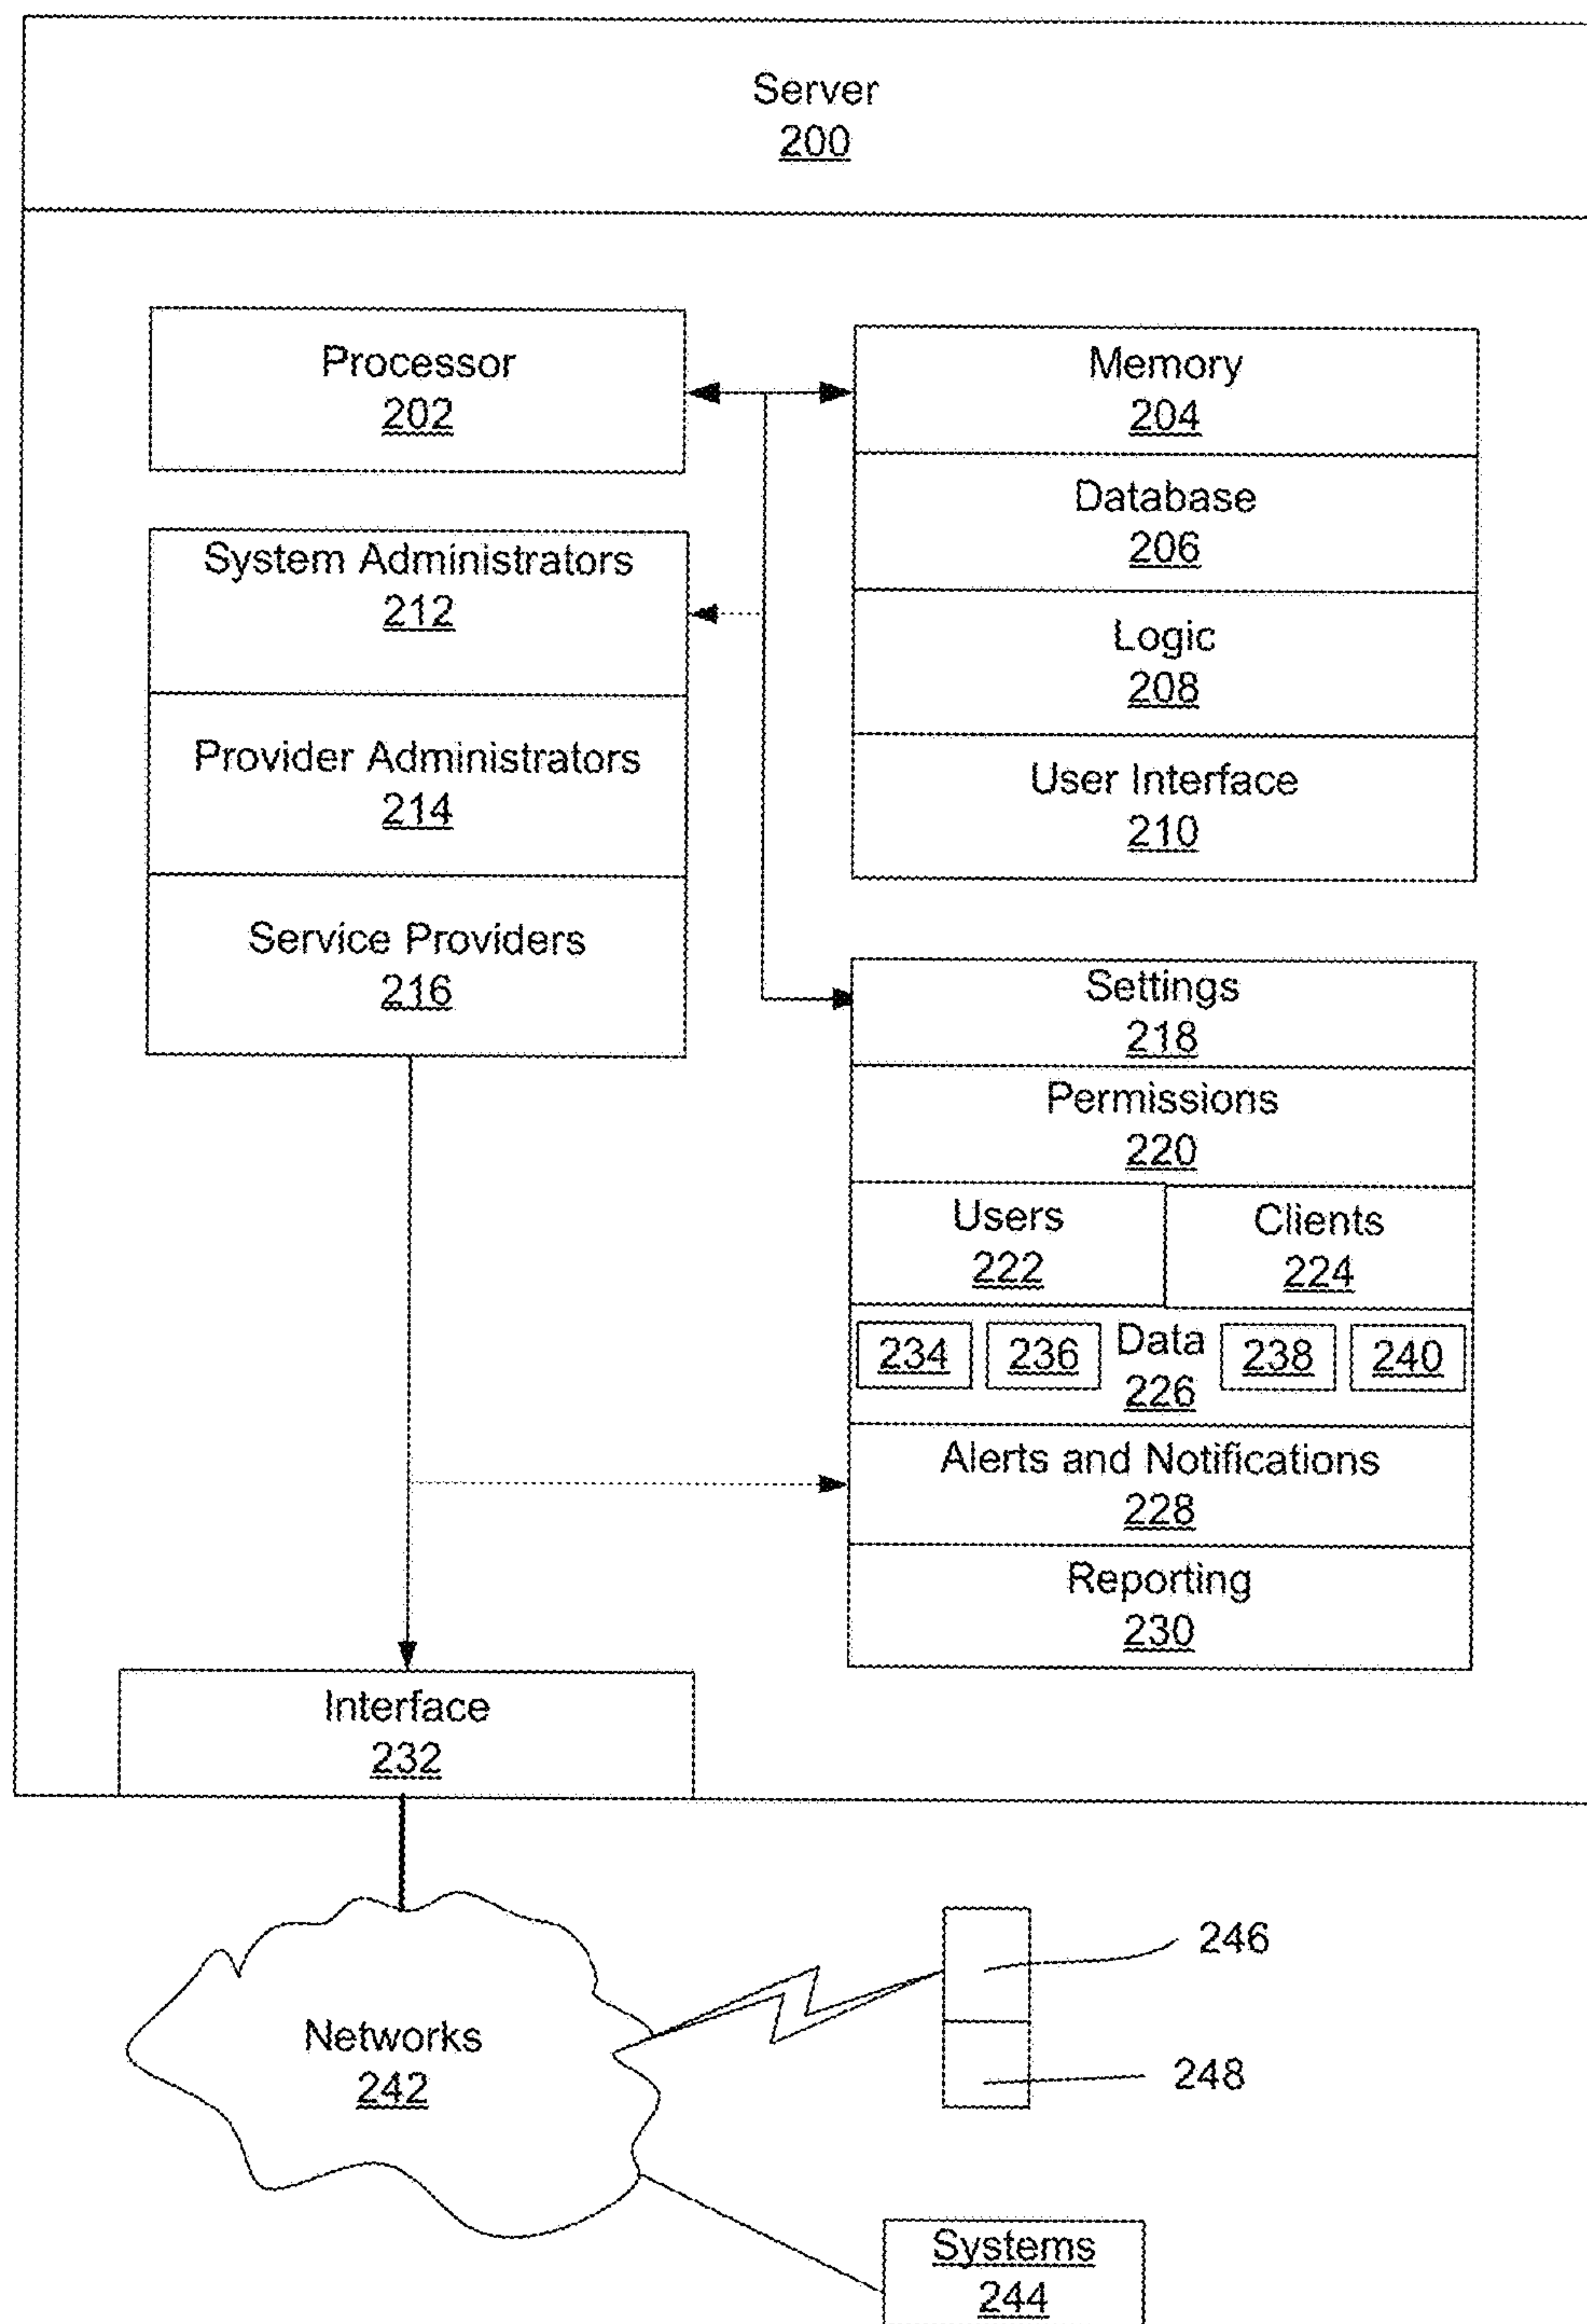 Server
200
Processor
202
Memory
204
Database
206
Logic
208
User Interface
210
System Administrators
212
Provider Administrators
214
Service Providers
216
Settings
218
Permissions
220
Users
222
Clients
224
234 236 Data 238 240
226
Alerts and Notifications
228
Reporting
230
Interface
232
Networks
242
246
248
Systems
244